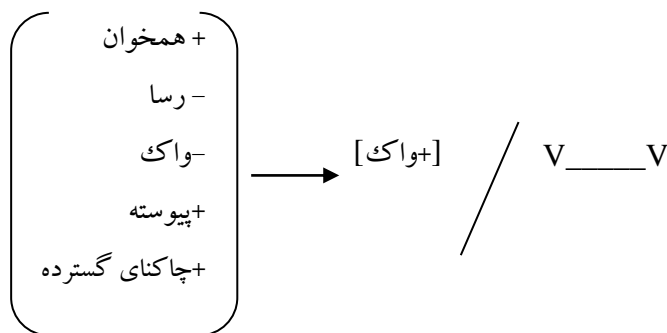 + همخوان
– رسا
–واک
+پیوسته
+چاکنای گسترده
[+واک]
/
V_____V